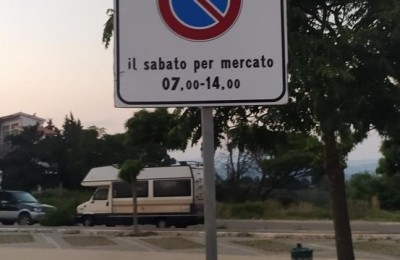 il sabato per mercato
07,00-14,00